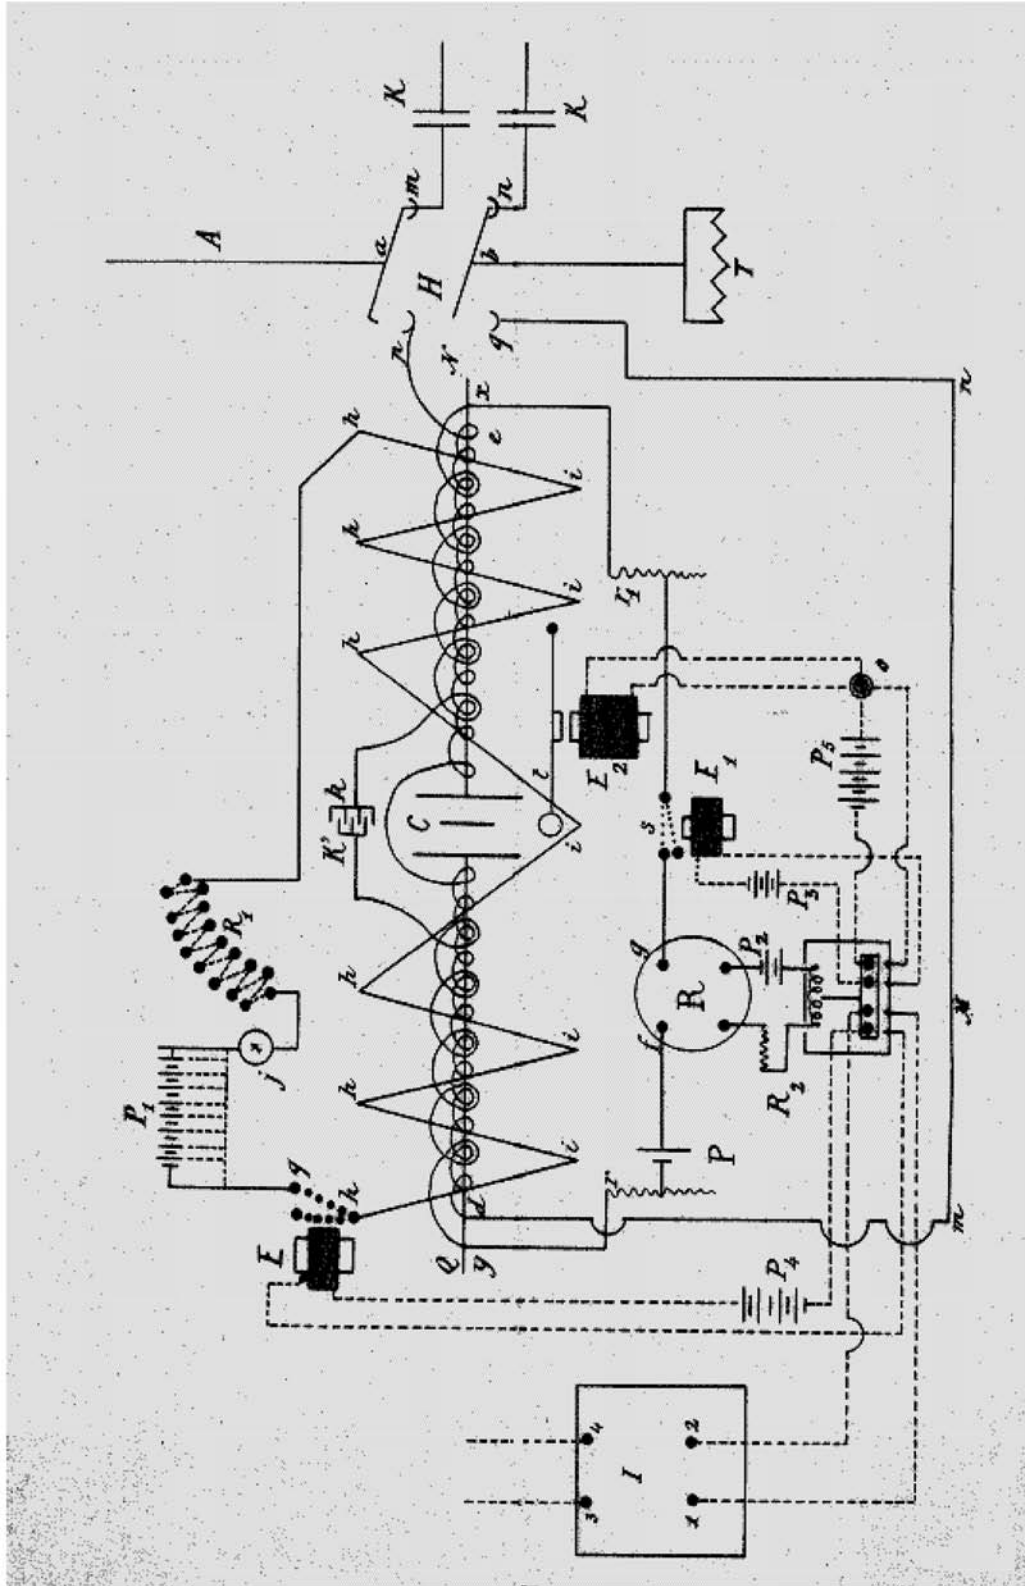 K
K
m
n
A
a
b
H
T
p
q
N
n
x
h
e
i
h
i
r1
h
o
t
E2
P5
E1
k
K'
C
s
i
P3
R1
g
P2
h
R
f
M
j
i
R2
P1
h
P
i
r
q
h
d
m
E
Q
y
P4
4
2
I
3
1